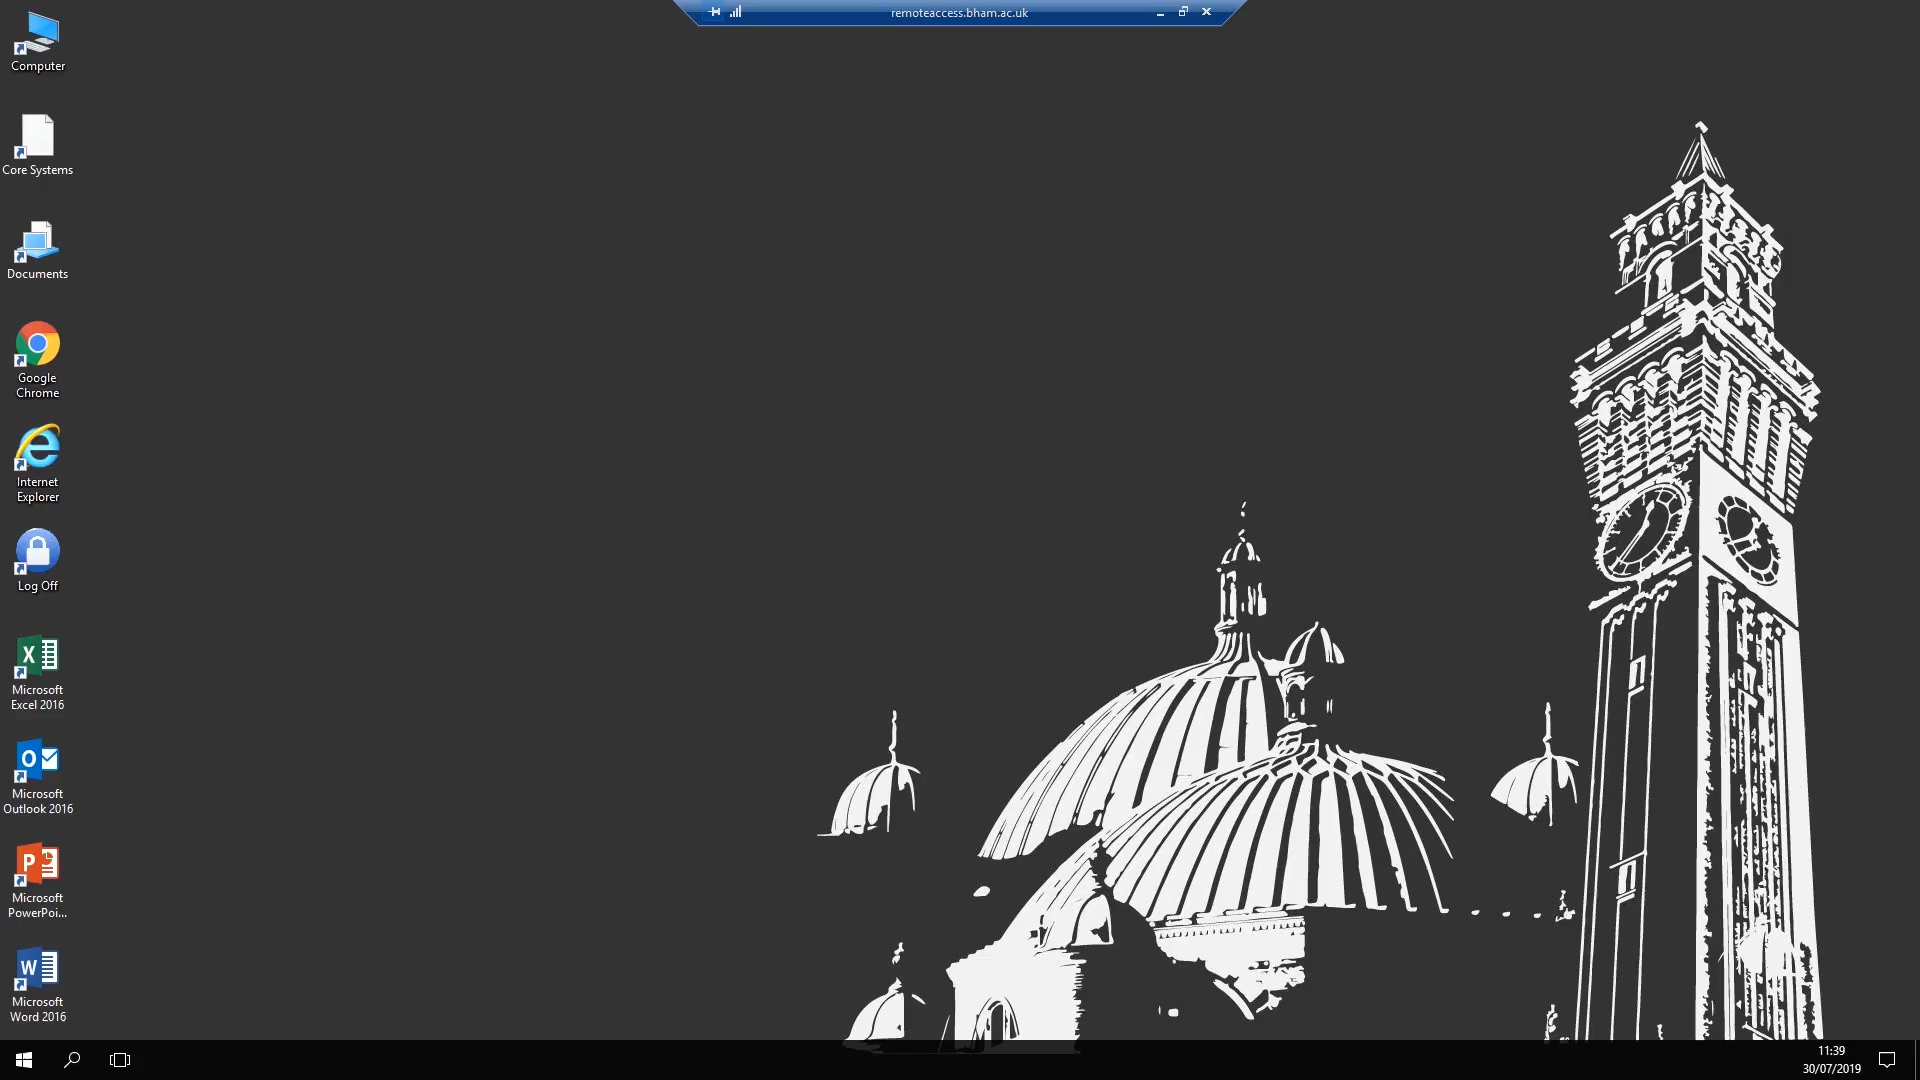 remoteaccess.bham.ac.uk
Computer
Core Systems
Documents
Google
Chrome
Internet
Explorer
Log Off
Microsoft
Excel 2016
Microsoft
Outlook 2016
Microsoft
PowerPoi...
Microsoft
Word 2016
11:39
30/07/2019